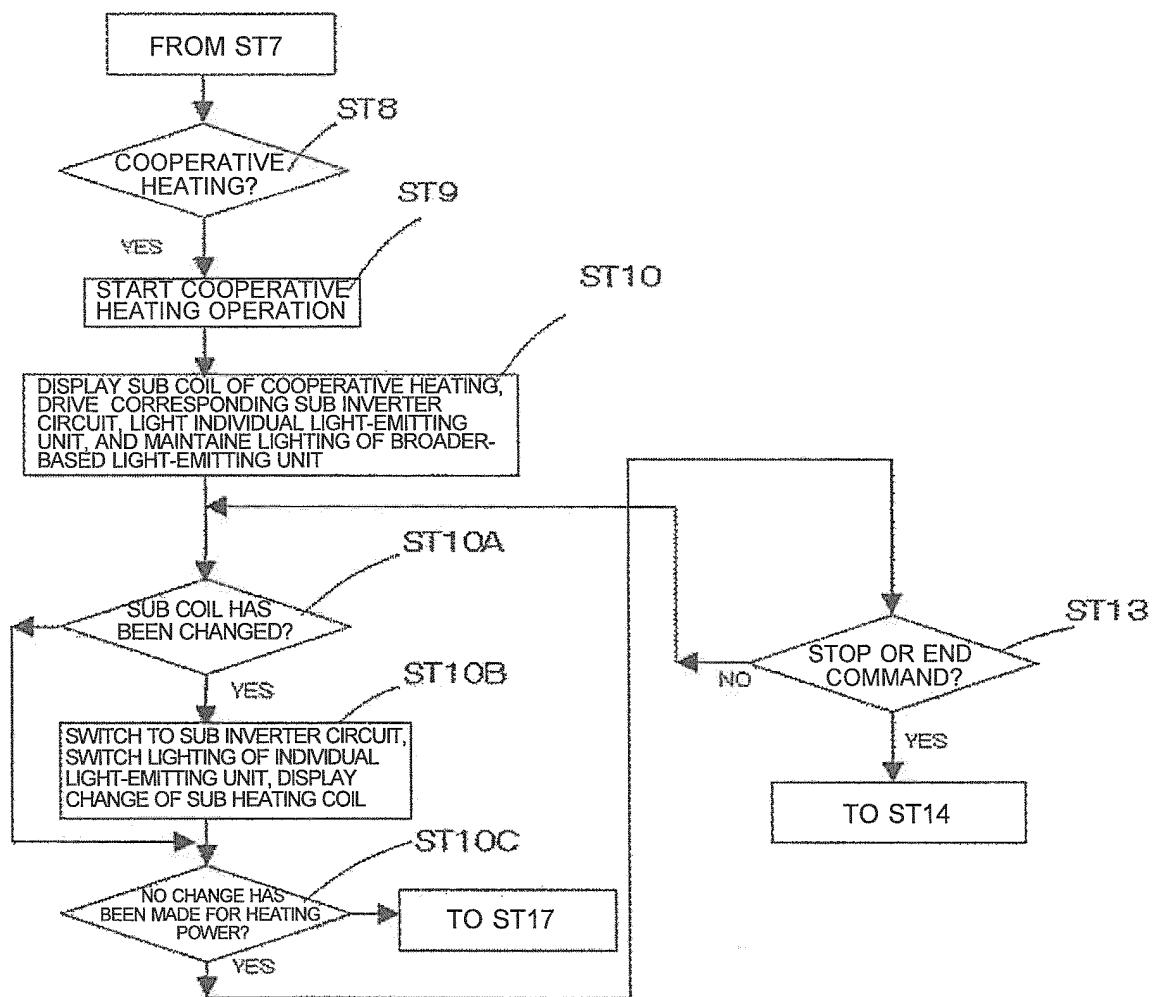 FROM ST7
ST8
COOPERATIVE
HEATING?
YES
ST9
START COOPERATIVE
HEATING OPERATION
ST10
DISPLAY SUB COIL OF COOPERATIVE HEATING,
DRIVE CORRESPONDING SUB INVERTER
CIRCUIT, LIGHT INDIVIDUAL LIGHT-EMITTING
UNIT, AND MAINTAINE LIGHTING OF BROADER-
BASED LIGHT-EMITTING UNIT
ST10A
SUB COIL HAS
BEEN CHANGED?
YES
ST10B
SWITCH TO SUB INVERTER CIRCUIT,
SWITCH LIGHTING OF INDIVIDUAL
LIGHT-EMITTING UNIT, DISPLAY
CHANGE OF SUB HEATING COIL
ST10C
NO CHANGE HAS
BEEN MADE FOR HEATING
POWER?
YES
TO ST17
ST13
STOP OR END
COMMAND?
NO
YES
TO ST14